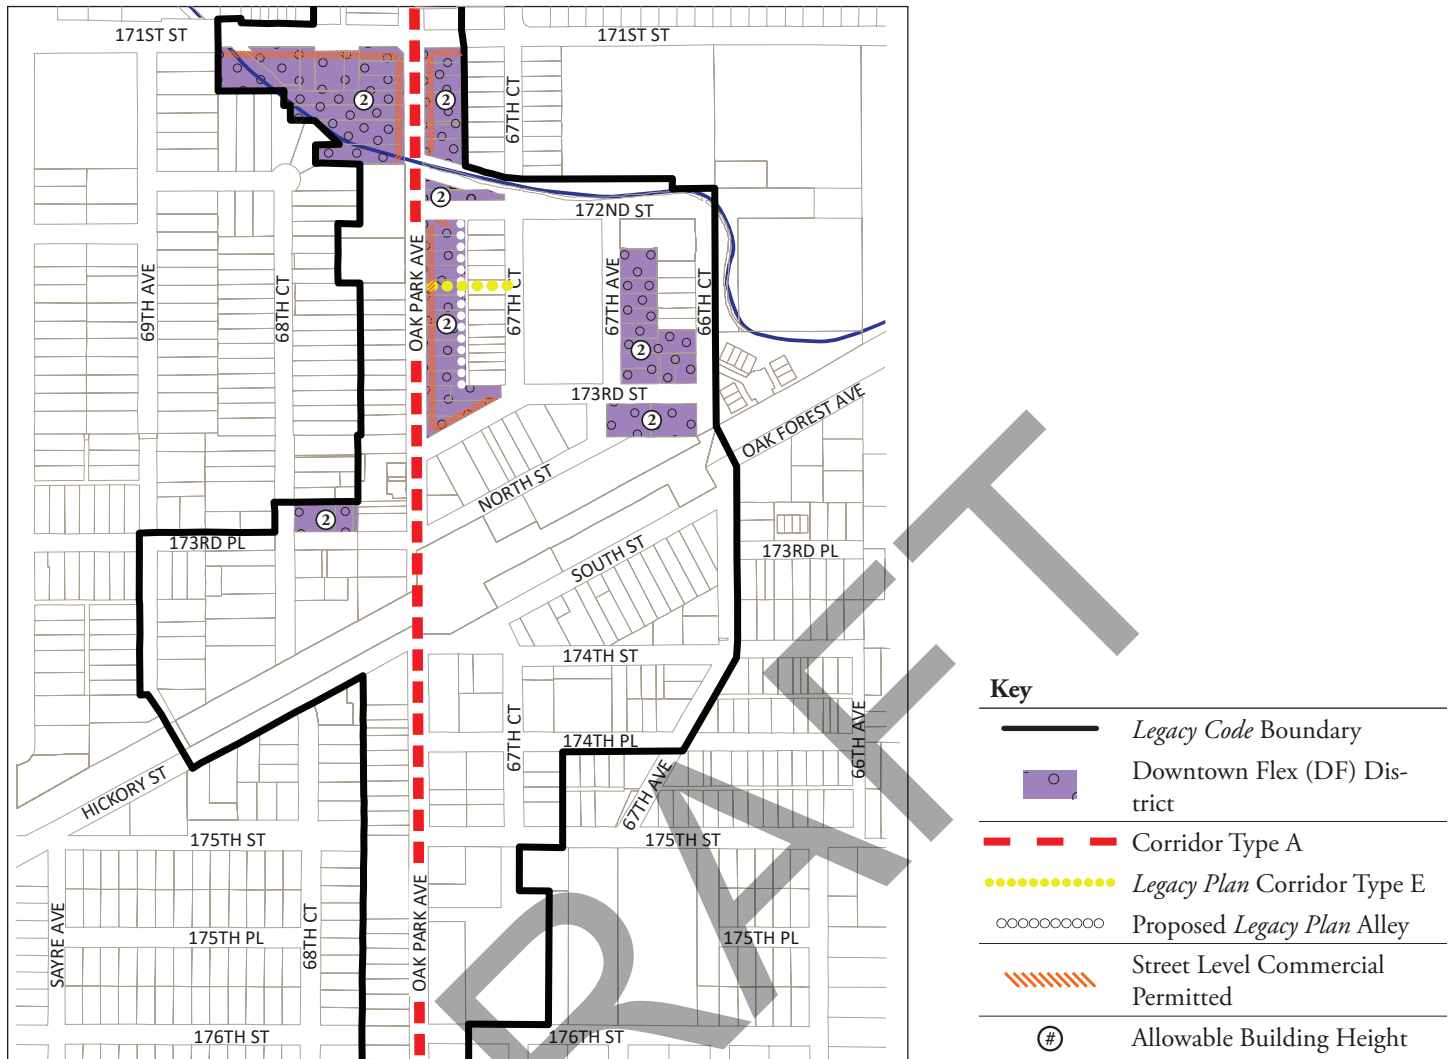 171ST ST
171ST ST
2
2
67TH CT
2
172ND ST
OAK PARK AVE
69TH AVE
68TH CT
67TH CT
67TH AVE
66TH CT
2
2
173RD ST
2
OAK FOREST AVE
NORTH ST
2
173RD PL
SOUTH ST
173RD PL
174TH ST
67TH CT
174TH PL
66TH AVE
HICKORY ST
67TH AVE
175TH ST
175TH ST
OAK PARK AVE
SAYRE AVE
68TH CT
175TH PL
175TH PL
176TH ST
176TH ST
RAFT
Key
Legacy Code Boundary
Downtown Flex (DF) Dis-
trict
Corridor Type A
Legacy Plan Corridor Type E
Proposed Legacy Plan Alley
Street Level Commercial
Permitted
# Allowable Building Height